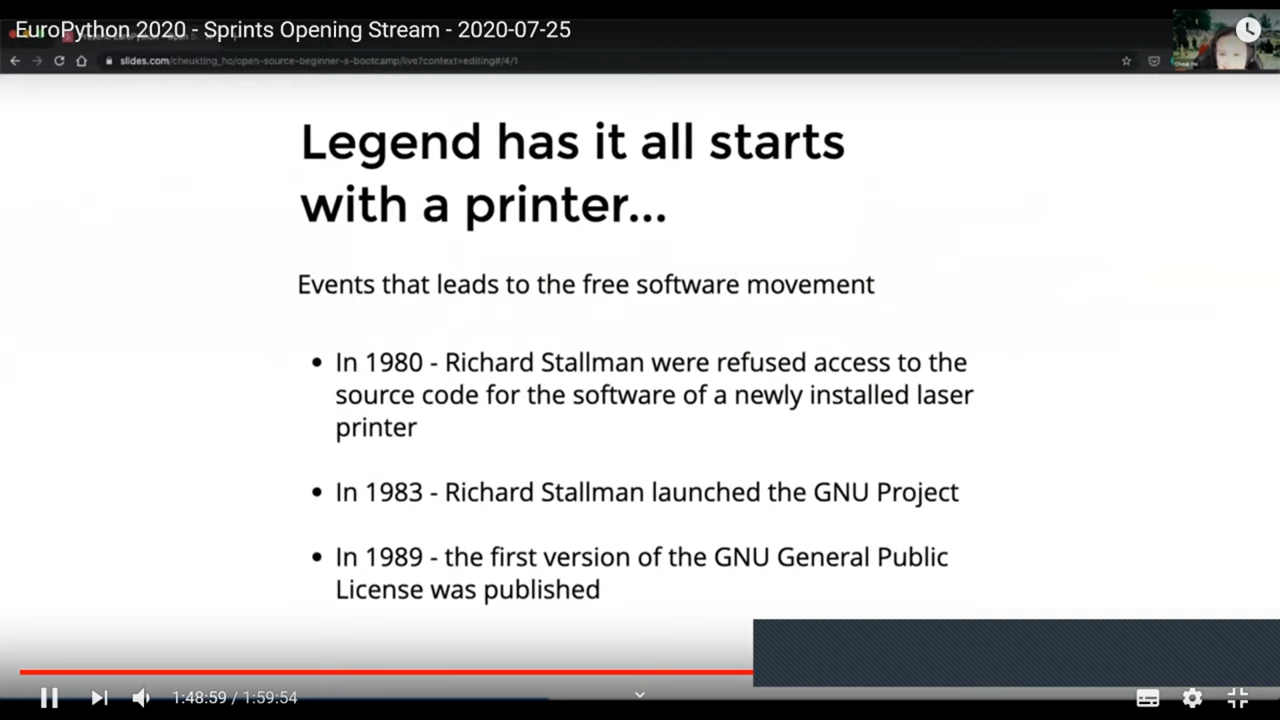 EuroPython 2020 - Sprints Opening Stream - 2020-07-25
slides.com/cheukting_ho/open-source-beginner-s-bootcamp/live?context=editing#/4/1
Legend has it all starts
with a printer...
Events that leads to the free software movement
• In 1980 - Richard Stallman were refused access to the
source code for the software of a newly installed laser
printer
• In 1983 - Richard Stallman launched the GNU Project
• In 1989 - the first version of the GNU General Public
License was published
1:48:59 / 1:59:54